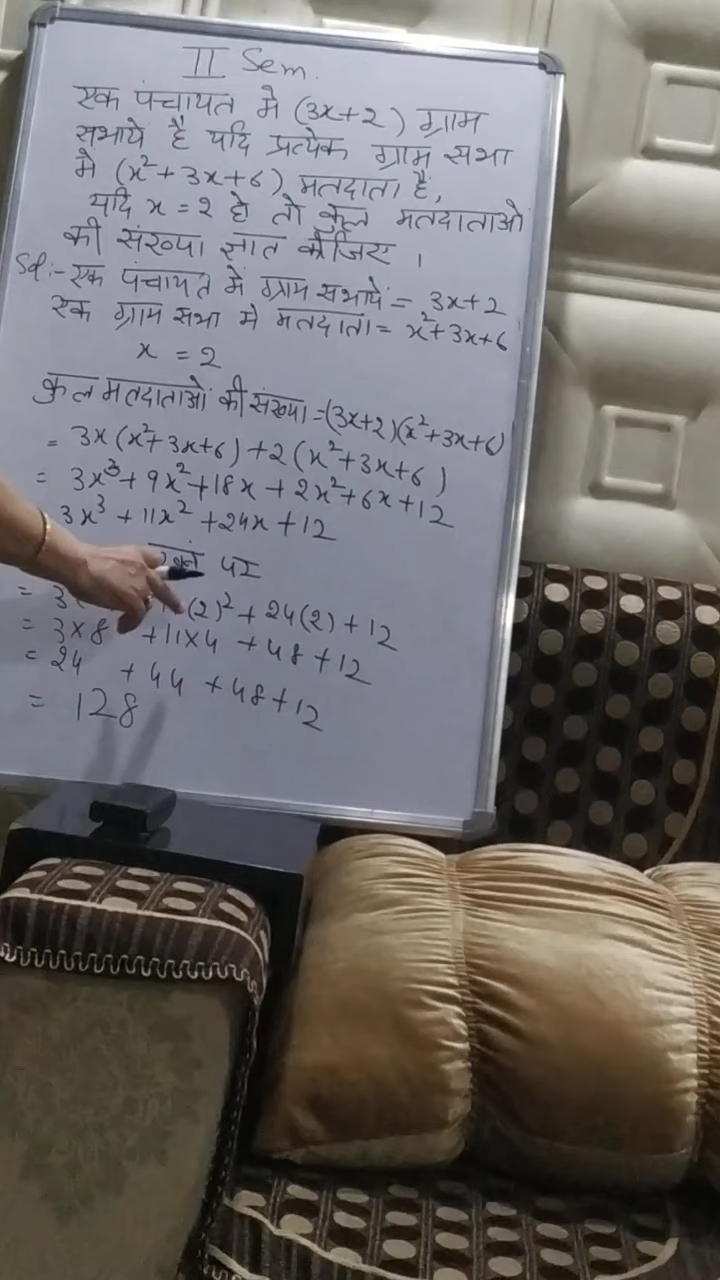 II Sem.
एक पंचायत मे (3x+2) ग्राम
सभाये है यदि प्रत्येक ग्राम सभा
मे (x²+3x+6) मतदाता है,
यदि x = 2 हो तो कुल मतदाताओ
की संख्या ज्ञात कीजिए ।
Sol:- एक पंचायत में ग्राम सभायें = 3x+2
एक ग्राम सभा मे मतदाता = x²+3x+6
x = 2
कुल मतदाताओं की संख्या = (3x+2)(x²+3x+6)
= 3x(x²+3x+6)+2(x²+3x+6)
= 3x³+9x²+18x+2x²+6x+12
3x³+11x²+24x+12
पर
= 3 (2)²+24(2)+12
= 3×8 +11×4 +48+12
= 24 +44 +48+12
= 128